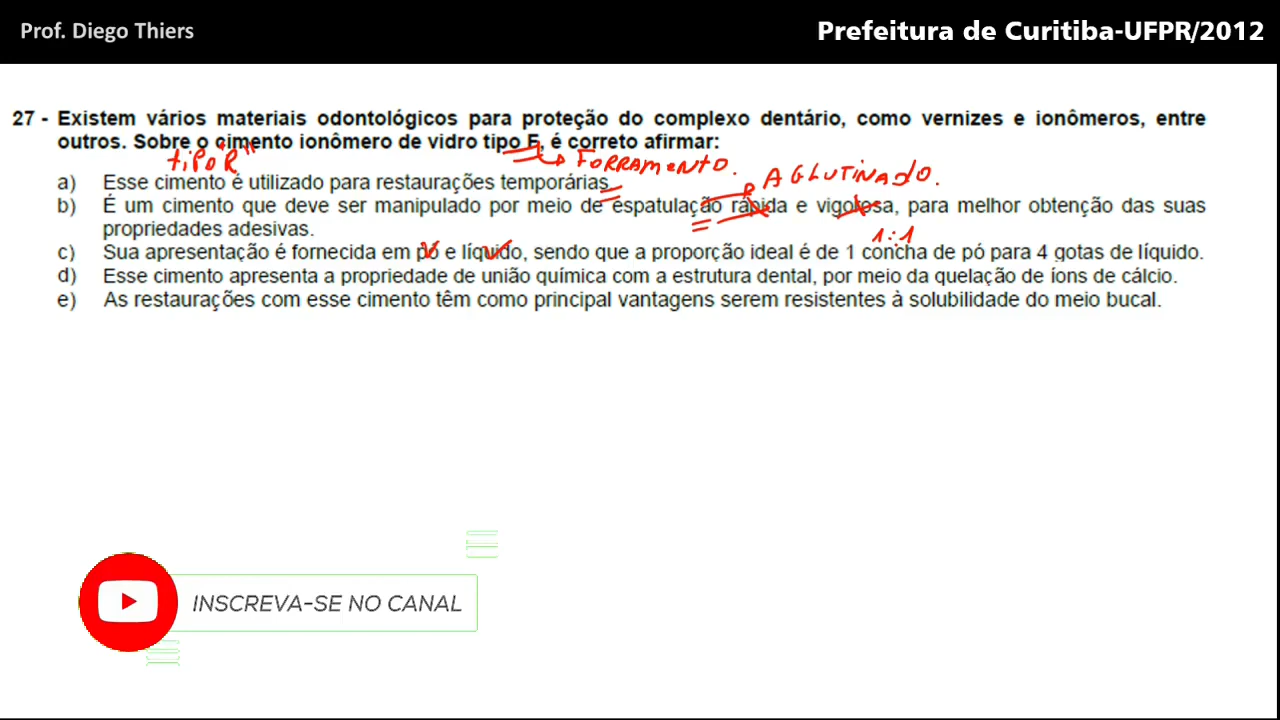 Prof. Diego Thiers
Prefeitura de Curitiba-UFPR/2012
27 - Existem vários materiais odontológicos para proteção do complexo dentário, como vernizes e ionômeros, entre
outros. Sobre o cimento ionômero de vidro tipo F, é correto afirmar:
tipo "R"
FORRAMENTO.
a) Esse cimento é utilizado para restaurações temporárias.
AGLUTINADO.
b) É um cimento que deve ser manipulado por meio de espatulação rápida e vigorosa, para melhor obtenção das suas
propriedades adesivas.
1:1
c) Sua apresentação é fornecida em pó e líquido, sendo que a proporção ideal é de 1 concha de pó para 4 gotas de líquido.
d) Esse cimento apresenta a propriedade de união química com a estrutura dental, por meio da quelação de íons de cálcio.
e) As restaurações com esse cimento têm como principal vantagens serem resistentes à solubilidade do meio bucal.
INSCREVA-SE NO CANAL